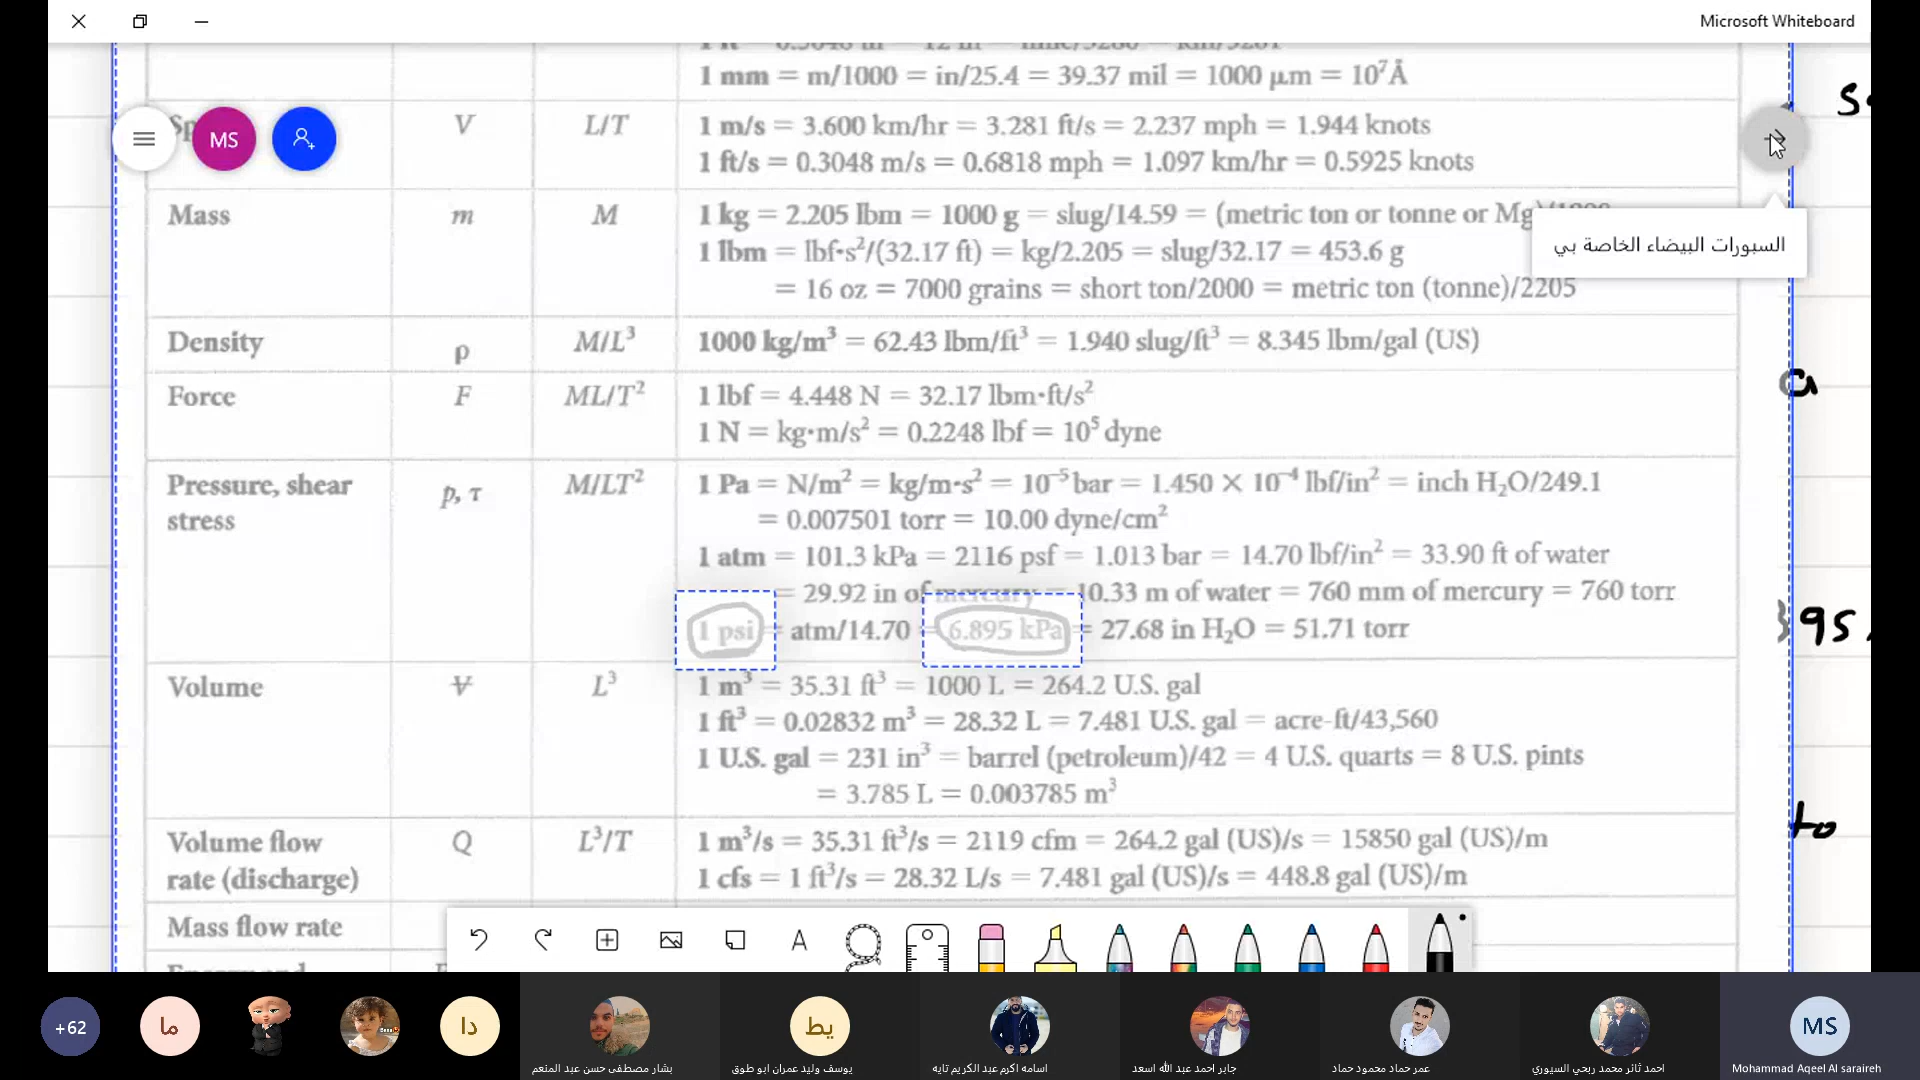 Microsoft Whiteboard
1 mm = m/1000 = in/25.4 = 39.37 mil = 1000 μm = 10⁷Å
V L/T 1 m/s = 3.600 km/hr = 3.281 ft/s = 2.237 mph = 1.944 knots
1 ft/s = 0.3048 m/s = 0.6818 mph = 1.097 km/hr = 0.5925 knots
MS
Mass m M 1 kg = 2.205 lbm = 1000 g = slug/14.59 = (metric ton or tonne or Mg)/1000
السبورات البيضاء الخاصة بي
1 lbm = lbf·s²/(32.17 ft) = kg/2.205 = slug/32.17 = 453.6 g
= 16 oz = 7000 grains = short ton/2000 = metric ton (tonne)/2205
Density ρ M/L³ 1000 kg/m³ = 62.43 lbm/ft³ = 1.940 slug/ft³ = 8.345 lbm/gal (US)
Force F ML/T² 1 lbf = 4.448 N = 32.17 lbm·ft/s²
1 N = kg·m/s² = 0.2248 lbf = 10⁵ dyne
Pressure, shear stress p, τ M/LT² 1 Pa = N/m² = kg/m·s² = 10⁻⁵ bar = 1.450 × 10⁻⁴ lbf/in² = inch H₂O/249.1
= 0.007501 torr = 10.00 dyne/cm²
1 atm = 101.3 kPa = 2116 psf = 1.013 bar = 14.70 lbf/in² = 33.90 ft of water
= 29.92 in of mercury = 10.33 m of water = 760 mm of mercury = 760 torr
1 psi = atm/14.70 = 6.895 kPa = 27.68 in H₂O = 51.71 torr
95
Volume V L³ 1 m³ = 35.31 ft³ = 1000 L = 264.2 U.S. gal
1 ft³ = 0.02832 m³ = 28.32 L = 7.481 U.S. gal = acre-ft/43,560
1 U.S. gal = 231 in³ = barrel (petroleum)/42 = 4 U.S. quarts = 8 U.S. pints
= 3.785 L = 0.003785 m³
to
Volume flow rate (discharge) Q L³/T 1 m³/s = 35.31 ft³/s = 2119 cfm = 264.2 gal (US)/s = 15850 gal (US)/m
1 cfs = 1 ft³/s = 28.32 L/s = 7.481 gal (US)/s = 448.8 gal (US)/m
Mass flow rate
+62 ما دا يط MS
بشار مصطفى حسن عبد المنعم
يوسف وليد عمران ابو طوق
اسامه اكرم عبد الكريم تايه
جابر احمد عبد الله اسعد
عمر حماد محمود حماد
احمد ثائر محمد ربحي السيوري
Mohammad Aqeel Al saraireh